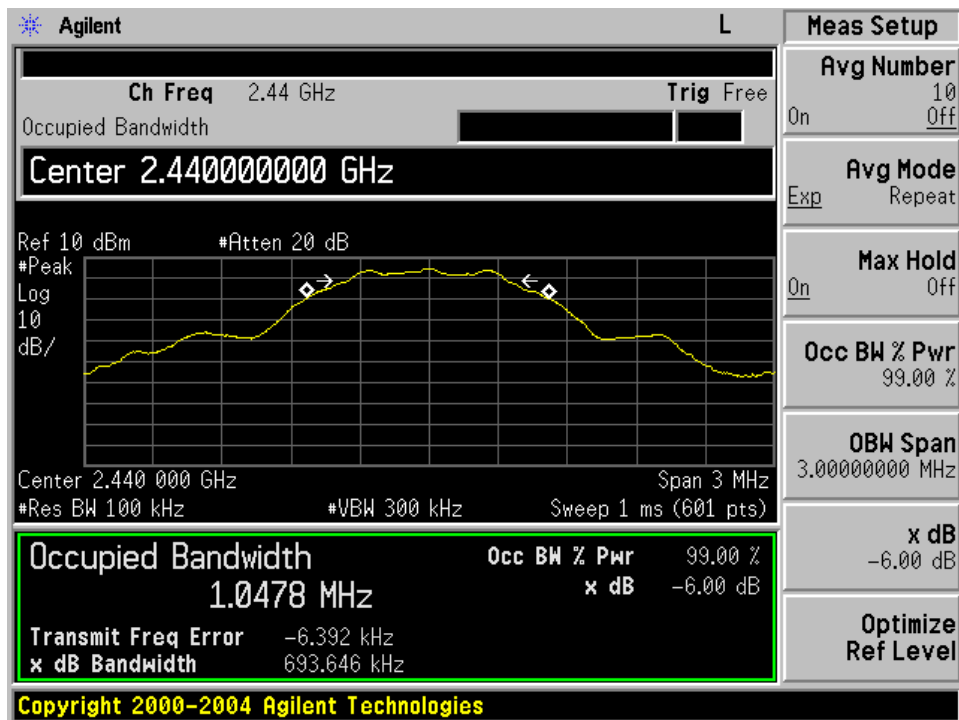 Agilent L Meas Setup
Ch Freq 2.44 GHz Trig Free
Occupied Bandwidth
Center 2.440000000 GHz
Ref 10 dBm #Atten 20 dB
#Peak
Log
10
dB/
Center 2.440 000 GHz Span 3 MHz
#Res BW 100 kHz #VBW 300 kHz Sweep 1 ms (601 pts)
Occupied Bandwidth Occ BW % Pwr 99.00 %
1.0478 MHz x dB -6.00 dB
Transmit Freq Error -6.392 kHz
x dB Bandwidth 693.646 kHz
Avg Number
10
On Off
Avg Mode
Exp Repeat
Max Hold
On Off
Occ BW % Pwr
99.00 %
OBW Span
3.00000000 MHz
x dB
-6.00 dB
Optimize
Ref Level
Copyright 2000-2004 Agilent Technologies